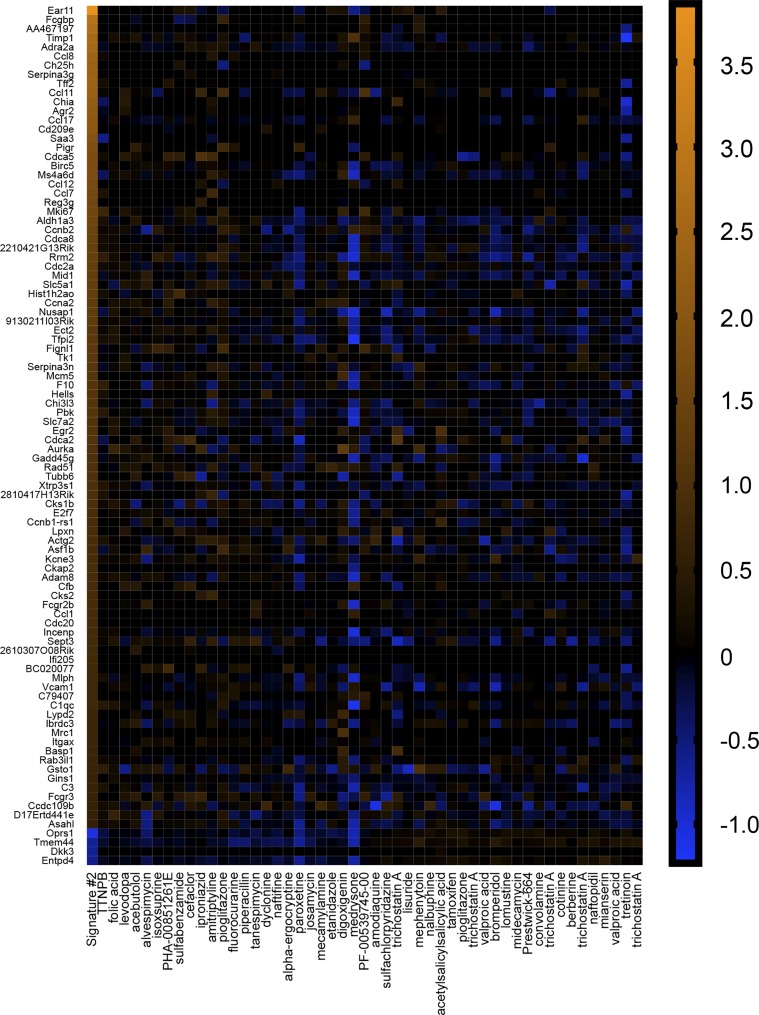 Ear11
Fcgbp
AA467197
Timp1
Adra2a
Ccl8
Ch25h
Serpina3g
Tff2
Ccl11
Chia
Agr2
Ccl17
Cd209e
Saa3
Pigr
Cdca5
Birc5
Ms4a6d
Ccl12
Ccl7
Reg3g
Mki67
Aldh1a3
Ccnb2
Cdca8
2210421G13Rik
Rrm2
Cdc2a
Mid1
Slc5a1
Hist1h2ao
Ccna2
Nusap1
9130211I03Rik
Ect2
Tfpi2
Fignl1
Tk1
Serpina3n
Mcm5
F10
Hells
Chi3l3
Pbk
Slc7a2
Egr2
Cdca2
Aurka
Gadd45g
Rad51
Tubb6
Xtrp3s1
2810417H13Rik
Cks1b
E2f7
Ccnb1-rs1
Lpxn
Actg2
Asf1b
Kcne3
Ckap2
Adam8
Cfb
Cks2
Fcgr2b
Ccl1
Cdc20
Incenp
Sept3
2610307O08Rik
Ifi205
BC020077
Mlph
Vcam1
C79407
C1qc
Lypd2
Ibrdc3
Mrc1
Itgax
Basp1
Rab3il1
Gsto1
Gins1
C3
Fcgr3
Ccdc109b
D17Ertd441e
Asahl
Oprs1
Tmem44
Dkk3
Entpd4
Signature #2
TTNPB
folic acid
levodopa
acebutolol
alvespimycin
isoxsuprine
PHA-00851261E
sulfabenzamide
cefaclor
iproniazid
amitriptyline
pioglitazone
fluorocurarine
piperacillin
tanespimycin
dyclonine
naftifine
alpha-ergocryptine
paroxetine
josamycin
mecamylamine
etanidazole
digoxigenin
medrysone
PF-00539745-00
amodiaquine
sulfachlorpyridazine
trichostatin A
lisuride
mephenytoin
nalbuphine
acetylsalicylsalicylic acid
tamoxifen
pioglitazone
trichostatin A
valproic acid
bromperidol
lomustine
midecamycin
Prestwick-664
convolamine
trichostatin A
cotinine
berberine
trichostatin A
naftopidil
mianserin
valproic acid
tretinoin
trichostatin A
3.5
3.0
2.5
2.0
1.5
1.0
0.5
0
-0.5
-1.0